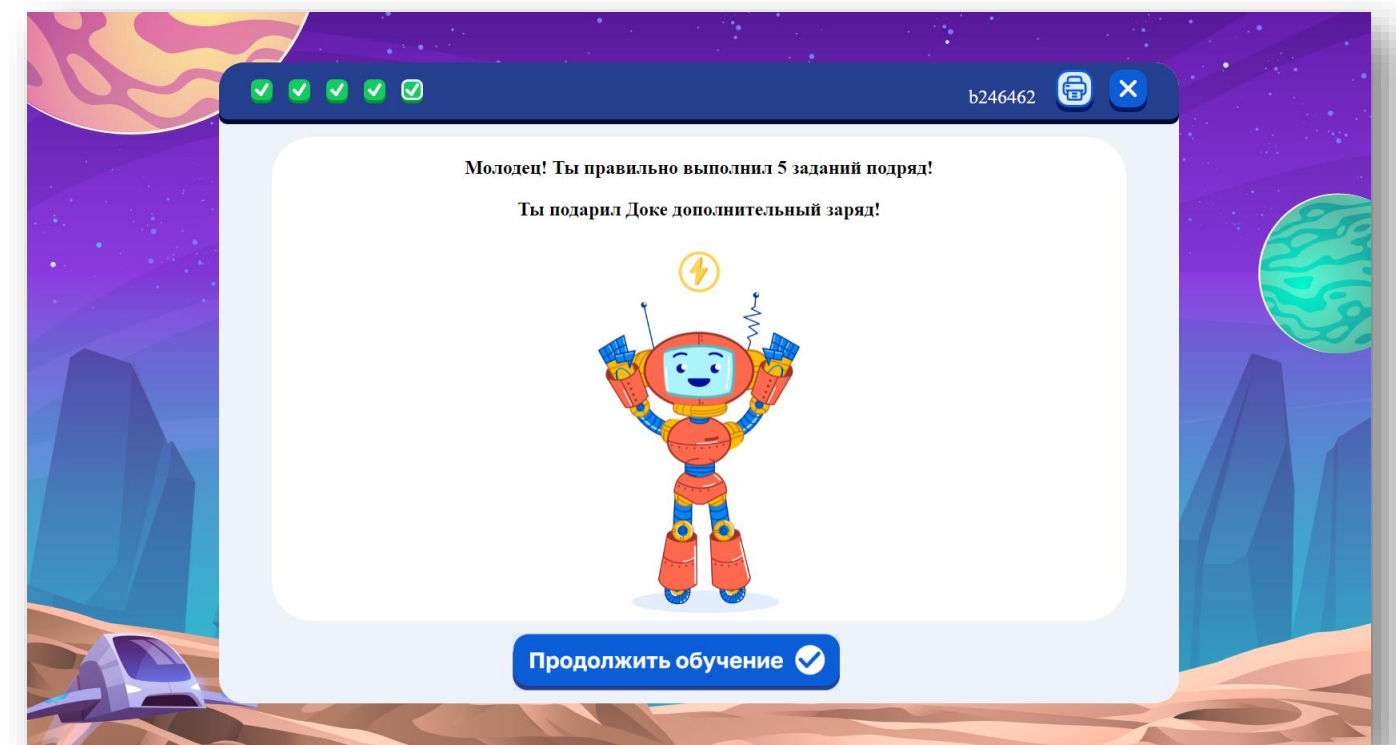 b246462
Молодец! Ты правильно выполнил 5 заданий подряд!
Ты подарил Доке дополнительный заряд!
Продолжить обучение